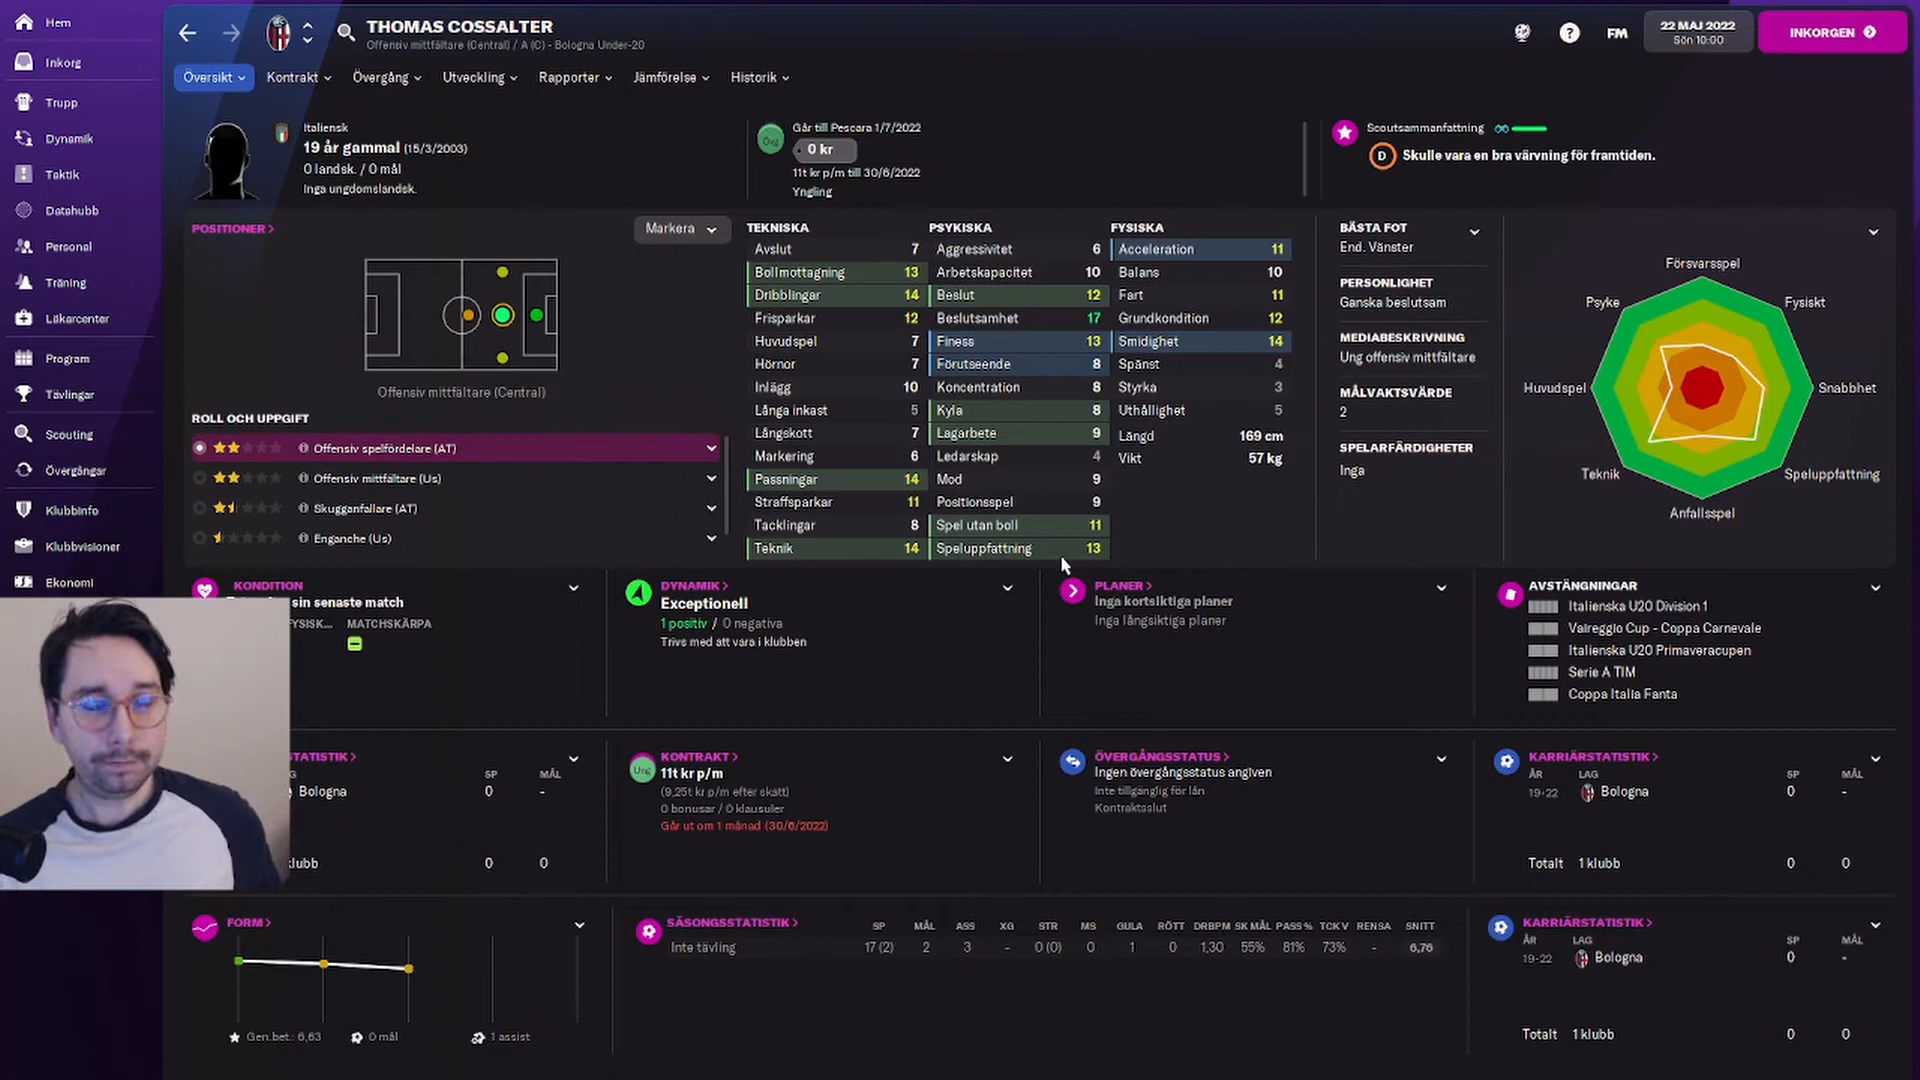 Hem
Inkorg
Trupp
Dynamik
Taktik
Datahubb
Personal
Träning
Läkarcenter
Program
Tävlingar
Scouting
Övergångar
Klubbinfo
Klubbvisioner
Ekonomi
THOMAS COSSALTER
Offensiv mittfältare (Central) / A (C) - Bologna Under-20
FM
22 MAJ 2022
Sön 10:00
INKORGEN
Översikt
Kontrakt
Övergång
Utveckling
Rapporter
Jämförelse
Historik
Italiensk
19 år gammal (15/3/2003)
0 landsk. / 0 mål
Inga ungdomslandsk.
Går till Pescara 1/7/2022
0 kr
11t kr p/m till 30/6/2022
Yngling
Scoutsammanfattning
D Skulle vara en bra värvning för framtiden.
POSITIONER >
Markera
Offensiv mittfältare (Central)
ROLL OCH UPPGIFT
Offensiv spelfördelare (AT)
Offensiv mittfältare (Us)
Skugganfallare (AT)
Enganche (Us)
TEKNISKA
Avslut 7
Bollmottagning 13
Dribblingar 14
Frisparkar 12
Huvudspel 7
Hörnor 7
Inlägg 10
Långa inkast 5
Långskott 7
Markering 6
Passningar 14
Straffsparkar 11
Tacklingar 8
Teknik 14
PSYKISKA
Aggressivitet 6
Arbetskapacitet 10
Beslut 12
Beslutsamhet 17
Finess 13
Förutseende 8
Koncentration 8
Kyla 8
Lagarbete 9
Ledarskap 4
Mod 9
Positionsspel 9
Spel utan boll 11
Speluppfattning 13
FYSISKA
Acceleration 11
Balans 10
Fart 11
Grundkondition 12
Smidighet 14
Spänst 4
Styrka 3
Uthållighet 5
Längd 169 cm
Vikt 57 kg
BÄSTA FOT
End. Vänster
PERSONLIGHET
Ganska beslutsam
MEDIABESKRIVNING
Ung offensiv mittfältare
MÅLVAKTSVÄRDE
2
SPELARFÄRDIGHETER
Inga
Försvarsspel
Psyke
Fysiskt
Huvudspel
Snabbhet
Teknik
Speluppfattning
Anfallsspel
KONDITION
sin senaste match
FYSISK... MATCHSKÄRPA
DYNAMIK >
Exceptionell
1 positiv / 0 negativa
Trivs med att vara i klubben
PLANER >
Inga kortsiktiga planer
Inga långsiktiga planer
AVSTÄNGNINGAR
Italienska U20 Division 1
Vaireggio Cup - Coppa Carnevale
Italienska U20 Primaveracupen
Serie A TIM
Coppa Italia Fanta
STATISTIK >
SP MÅL
Bologna 0 -
klubb 0 0
KONTRAKT >
11t kr p/m
(9,25t kr p/m efter skatt)
0 bonusar / 0 klausuler
Går ut om 1 månad (30/6/2022)
ÖVERGÅNGSSTATUS >
Ingen övergångsstatus angiven
Inte tillgänglig för lån
Kontraktsslut
KARRIÄRSTATISTIK >
ÅR LAG SP MÅL
19-22 Bologna 0 -
Totalt 1 klubb 0 0
FORM >
Gen.bet.: 6,63 0 mål 1 assist
SÄSONGSSTATISTIK > SP MÅL ASS XG STR MS GULA RÖTT DRBPM SK MÅL PASS % TCK V RENSA SNITT
Inte tävling 17 (2) 2 3 - 0 (0) 0 1 0 1,30 55% 81% 73% - 6,76
KARRIÄRSTATISTIK >
ÅR LAG SP MÅL
19-22 Bologna 0 -
Totalt 1 klubb 0 0